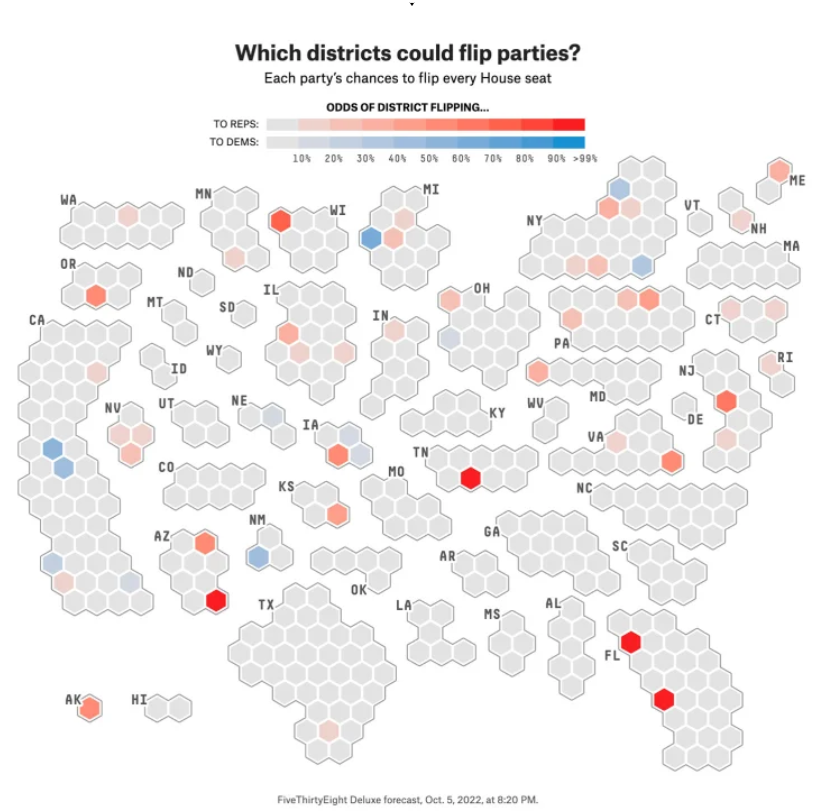 Which districts could flip parties?
Each party's chances to flip every House seat
ODDS OF DISTRICT FLIPPING...
TO REPS:
TO DEMS:
10% 20% 30% 40% 50% 60% 70% 80% 90% >99%
WA
MN
WI
MI
NY
VT
NH
ME
MA
OR
ND
MT
SD
IL
IN
OH
PA
CT
CA
WY
ID
NJ
RI
NV
UT
NE
IA
KY
WV
MD
DE
VA
TN
CO
KS
MO
NC
NM
AZ
OK
AR
GA
SC
TX
LA
MS
AL
FL
AK
HI
FiveThirtyEight Deluxe forecast, Oct. 5, 2022, at 8:20 PM.